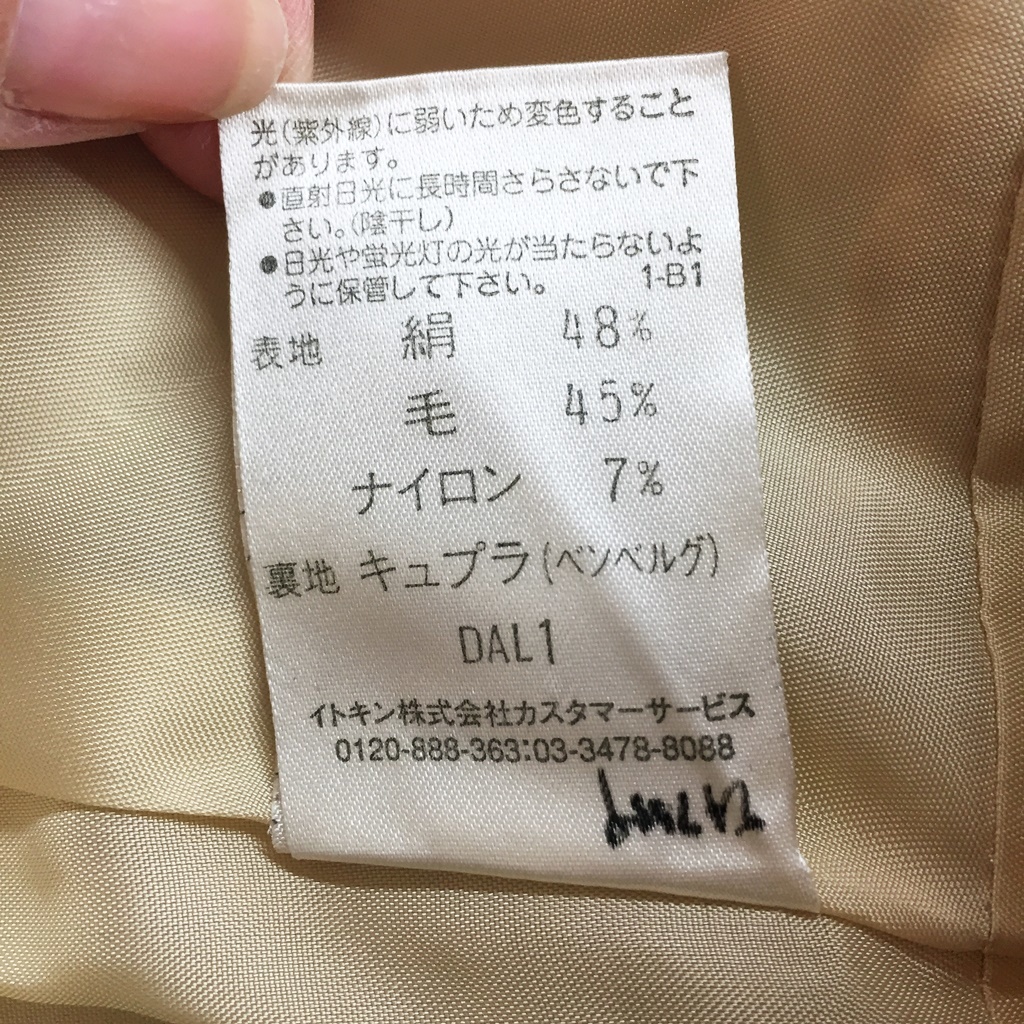 光(紫外線)に弱いため変色すること
があります。
●直射日光に長時間さらさないで下
さい。(陰干し)
●日光や蛍光灯の光が当たらないよ
うに保管して下さい。 1-B1
表地 絹 48%
毛 45%
ナイロン 7%
裏地 キュプラ(ベンベルグ)
DAL1
イトキン株式会社カスタマーサービス
0120-888-363:03-3478-8088